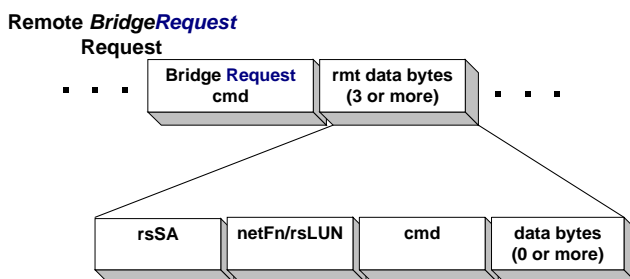 Remote BridgeRequest
Request
Bridge Request
cmd
rmt data bytes
(3 or more)
rsSA
netFn/rsLUN
cmd
data bytes
(0 or more)